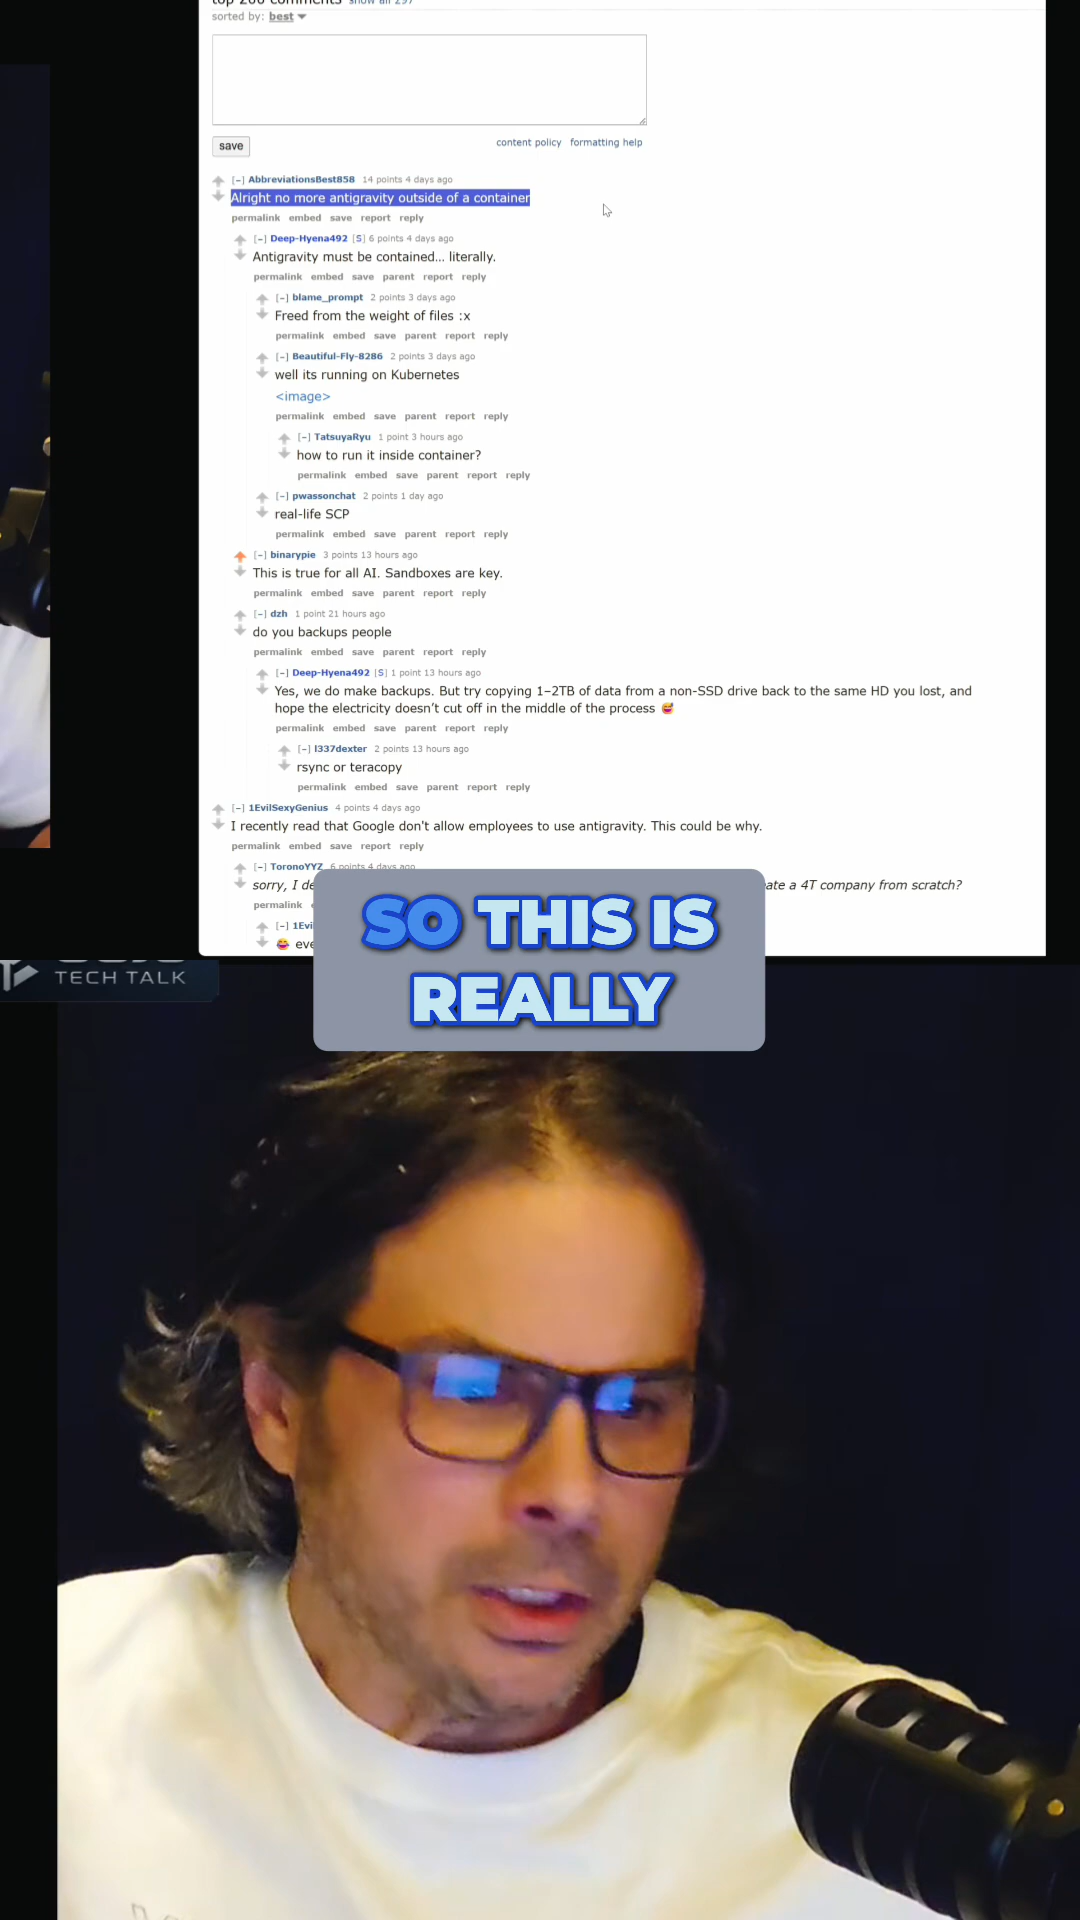 top 200 comments show all 297
sorted by: best
save
content policy formatting help
[–] AbbreviationsBest858 14 points 4 days ago
Alright no more antigravity outside of a container
permalink embed save report reply
[–] Deep-Hyena492 [S] 6 points 4 days ago
Antigravity must be contained... literally.
permalink embed save parent report reply
[–] blame_prompt 2 points 3 days ago
Freed from the weight of files :x
permalink embed save parent report reply
[–] Beautiful-Fly-8286 2 points 3 days ago
well its running on Kubernetes
<image>
permalink embed save parent report reply
[–] TatsuyaRyu 1 point 3 hours ago
how to run it inside container?
permalink embed save parent report reply
[–] pwassonchat 2 points 1 day ago
real-life SCP
permalink embed save parent report reply
[–] binarypie 3 points 13 hours ago
This is true for all AI. Sandboxes are key.
permalink embed save parent report reply
[–] dzh 1 point 21 hours ago
do you backups people
permalink embed save parent report reply
[–] Deep-Hyena492 [S] 1 point 13 hours ago
Yes, we do make backups. But try copying 1–2TB of data from a non-SSD drive back to the same HD you lost, and
hope the electricity doesn’t cut off in the middle of the process 😅
permalink embed save parent report reply
[–] l337dexter 2 points 13 hours ago
rsync or teracopy
permalink embed save parent report reply
[–] 1EvilSexyGenius 4 points 4 days ago
I recently read that Google don't allow employees to use antigravity. This could be why.
permalink embed save report reply
[–] ToronoYYZ 6 points 4 days ago
sorry, I de
ate a 4T company from scratch?
permalink
[–] 1Evi
😂 eve
SO THIS IS
REALLY
TECH TALK